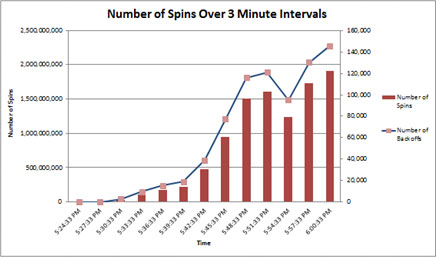 Number of Spins Over 3 Minute Intervals
2,500,000,000
2,000,000,000
1,500,000,000
1,000,000,000
500,000,000
0
Number of Spins
160,000
140,000
120,000
100,000
80,000
60,000
40,000
20,000
0
Number of
Spins
Number of
Backoffs
5:24:33 PM
5:27:33 PM
5:30:33 PM
5:33:33 PM
5:36:33 PM
5:39:33 PM
5:42:33 PM
5:45:33 PM
5:48:33 PM
5:51:33 PM
5:54:33 PM
5:57:33 PM
6:00:33 PM
Time